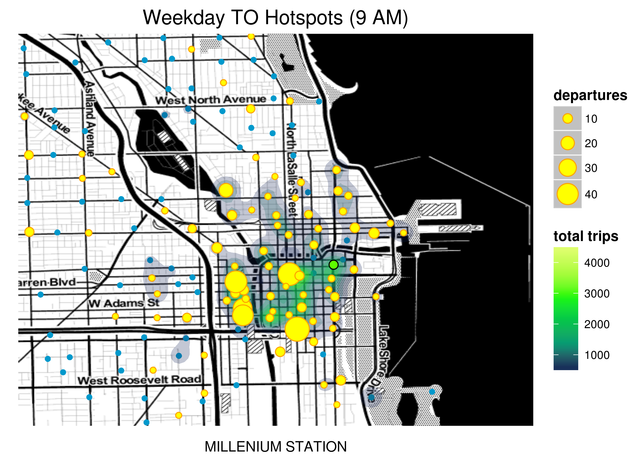 Weekday TO Hotspots (9 AM)
Ashland Avenue
West North Avenue
kee Avenue
North LaSalle Street
arren Blvd
W Adams St
West Roosevelt Road
Lake Shore Drive
MILLENIUM STATION
departures
10
20
30
40
total trips
4000
3000
2000
1000